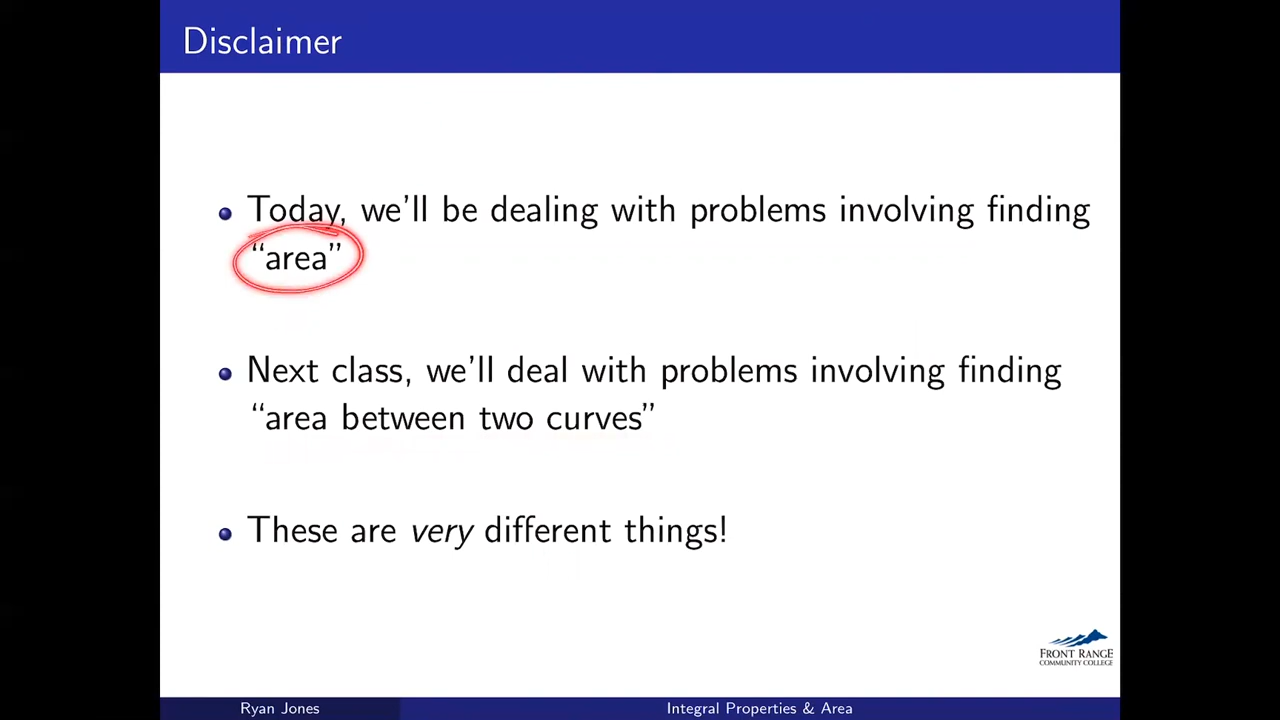 Disclaimer
Today, we'll be dealing with problems involving finding
“area”
Next class, we'll deal with problems involving finding
“area between two curves”
These are very different things!
FRONT RANGE
COMMUNITY COLLEGE
Ryan Jones
Integral Properties & Area